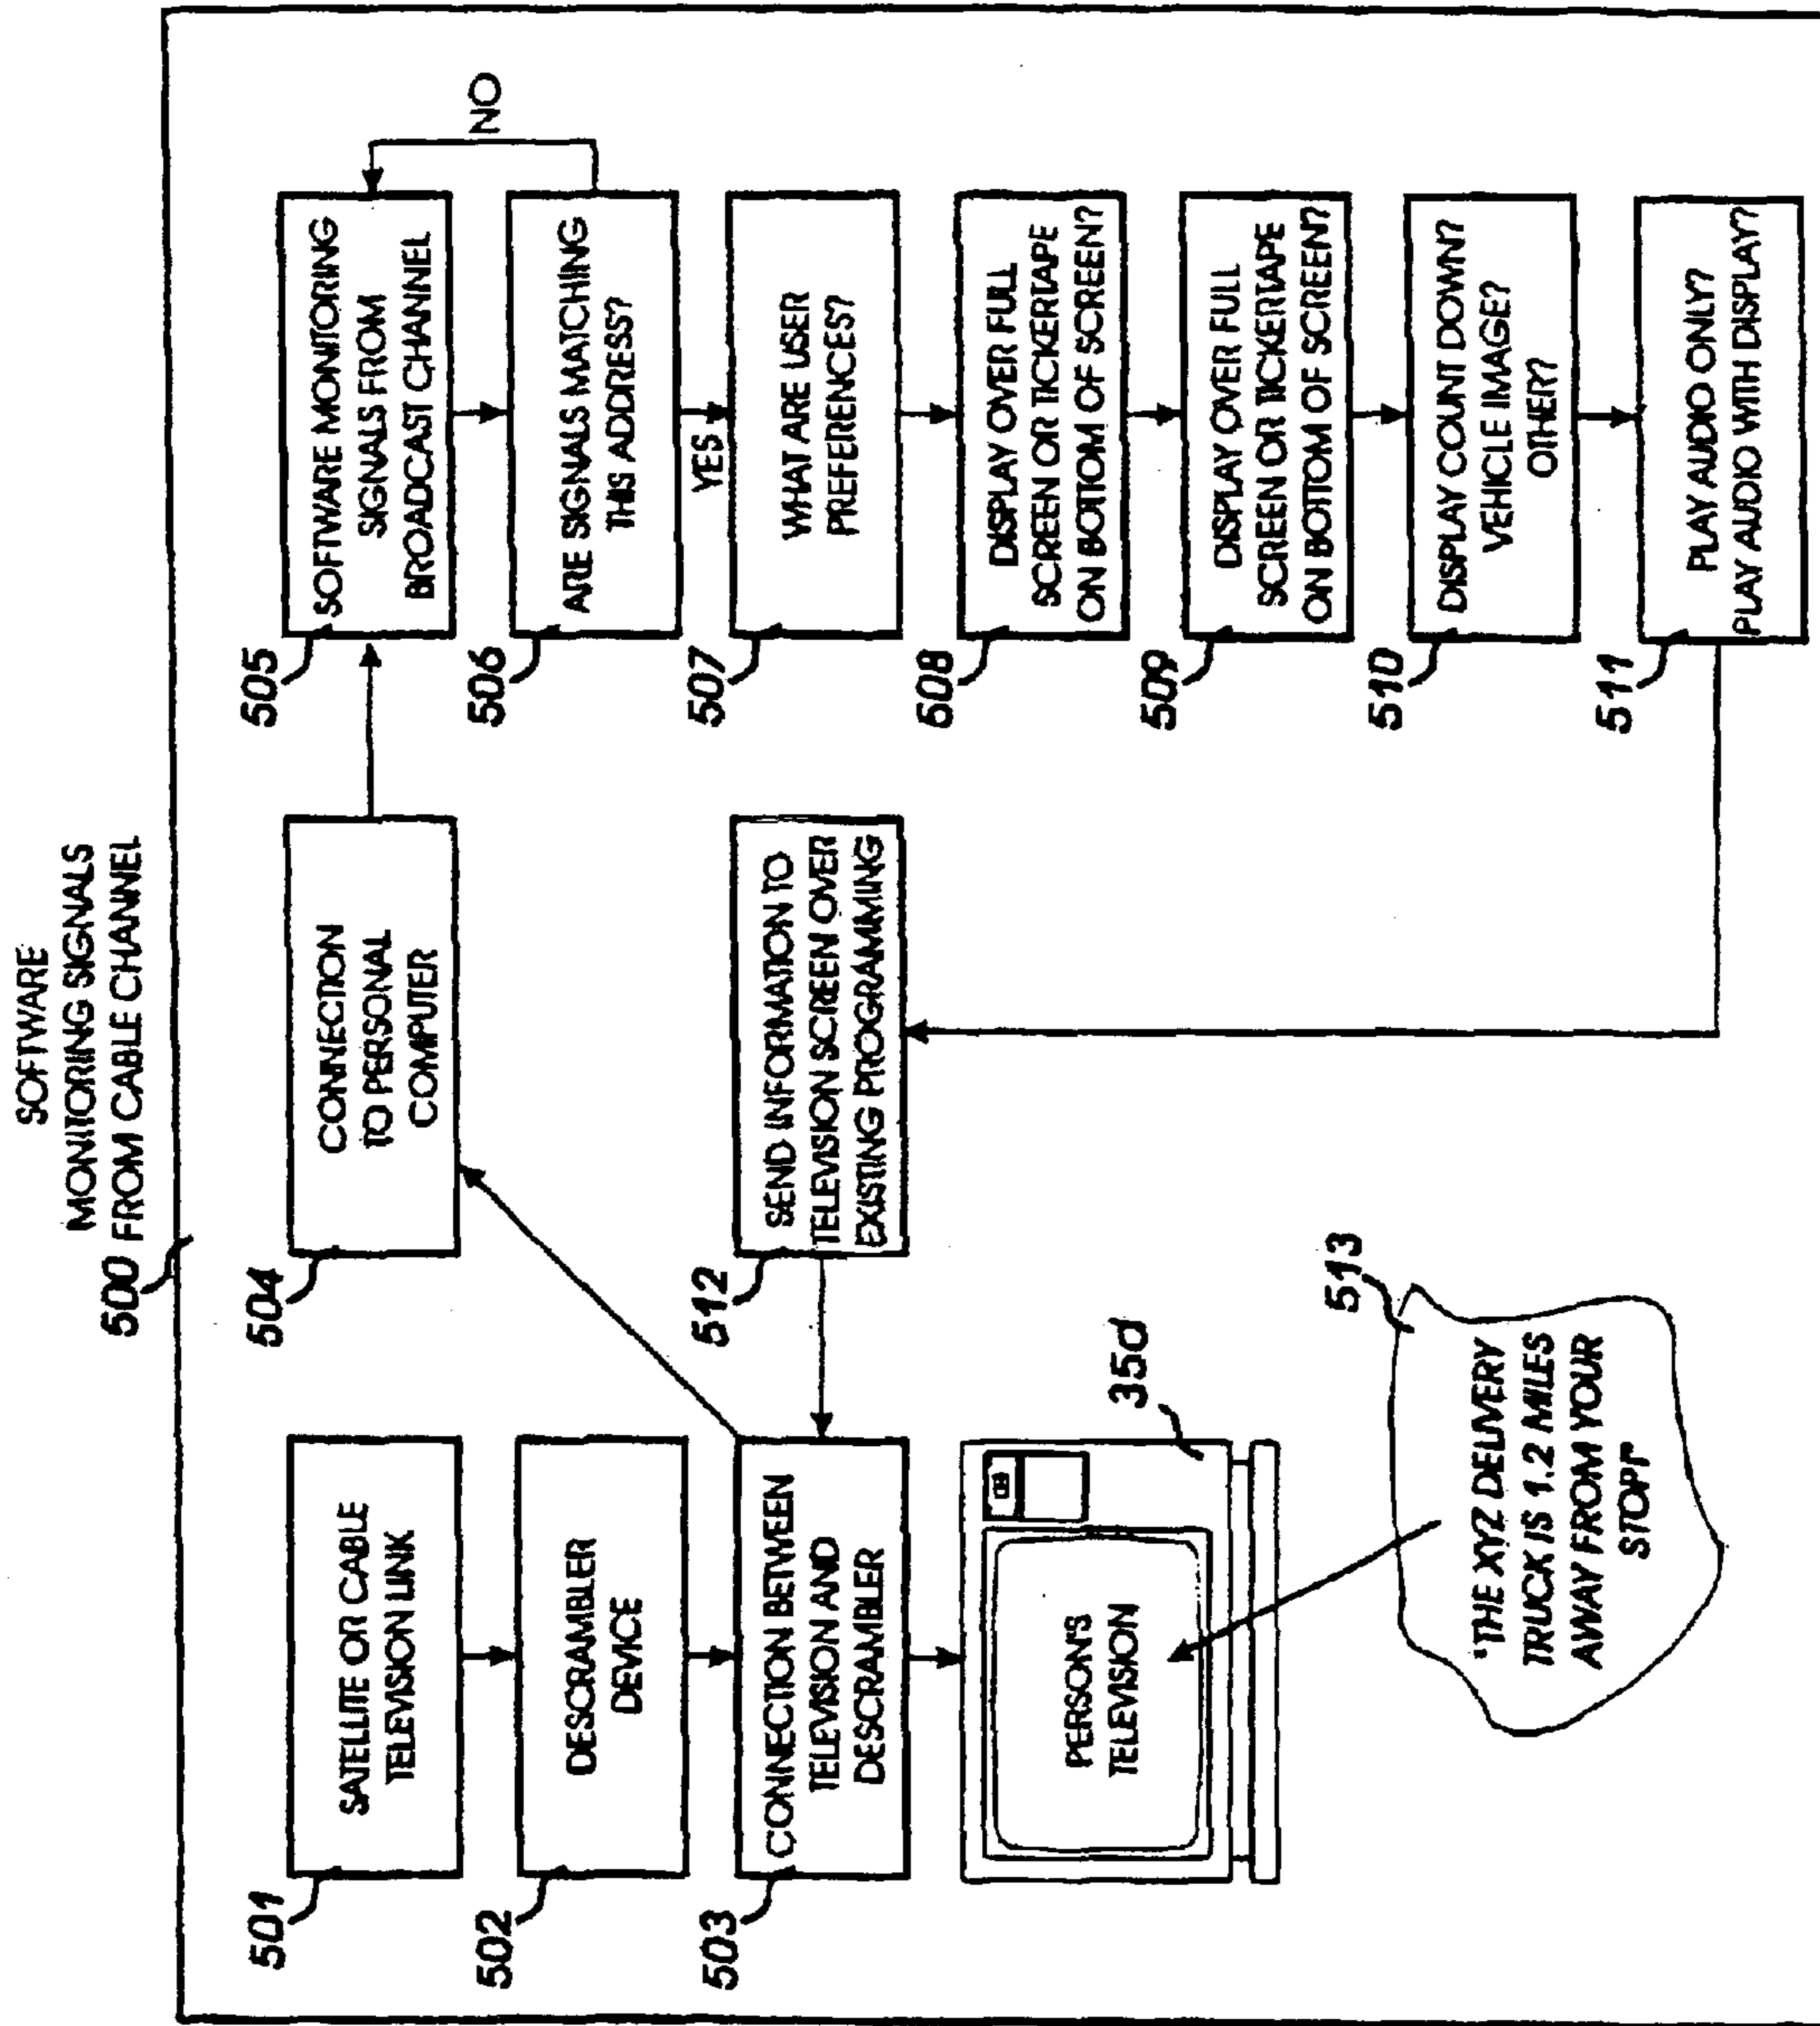 SOFTWARE
MONITORING SIGNALS
500 FROM CABLE CHANNEL
501
SATELLITE OR CABLE
TELEVISION LINK
502
DESCRAMBLER
DEVICE
503
CONNECTION BETWEEN
TELEVISION AND
DESCRAMBLER
35d
PERSON'S
TELEVISION
513
"THE XYZ DELIVERY
TRUCK IS 1.2 MILES
AWAY FROM YOUR
STOP!"
504
CONNECTION
TO PERSONAL
COMPUTER
512
SEND INFORMATION TO
TELEVISION SCREEN OVER
EXISTING PROGRAMMING
505
SOFTWARE MONITORING
SIGNALS FROM
BROADCAST CHANNEL
NO
506
ARE SIGNALS MATCHING
THIS ADDRESS?
YES
507
WHAT ARE USER
PREFERENCES?
508
DISPLAY OVER FULL
SCREEN OR TICKERTAPE
ON BOTTOM OF SCREEN?
509
DISPLAY OVER FULL
SCREEN OR TICKERTAPE
ON BOTTOM OF SCREEN?
510
DISPLAY COUNT DOWN?
VEHICLE IMAGE?
OTHER?
511
PLAY AUDIO ONLY?
PLAY AUDIO WITH DISPLAY?